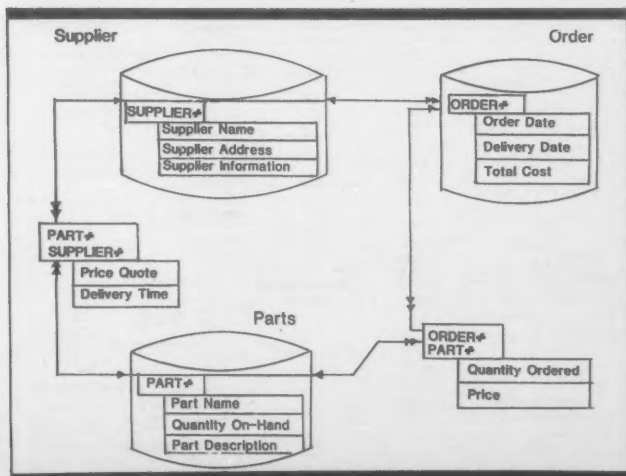 Supplier
Order
SUPPLIER#
Supplier Name
Supplier Address
Supplier Information
ORDER#
Order Date
Delivery Date
Total Cost
PART#
SUPPLIER#
Price Quote
Delivery Time
Parts
PART#
Part Name
Quantity On-Hand
Part Description
ORDER#
PART#
Quantity Ordered
Price